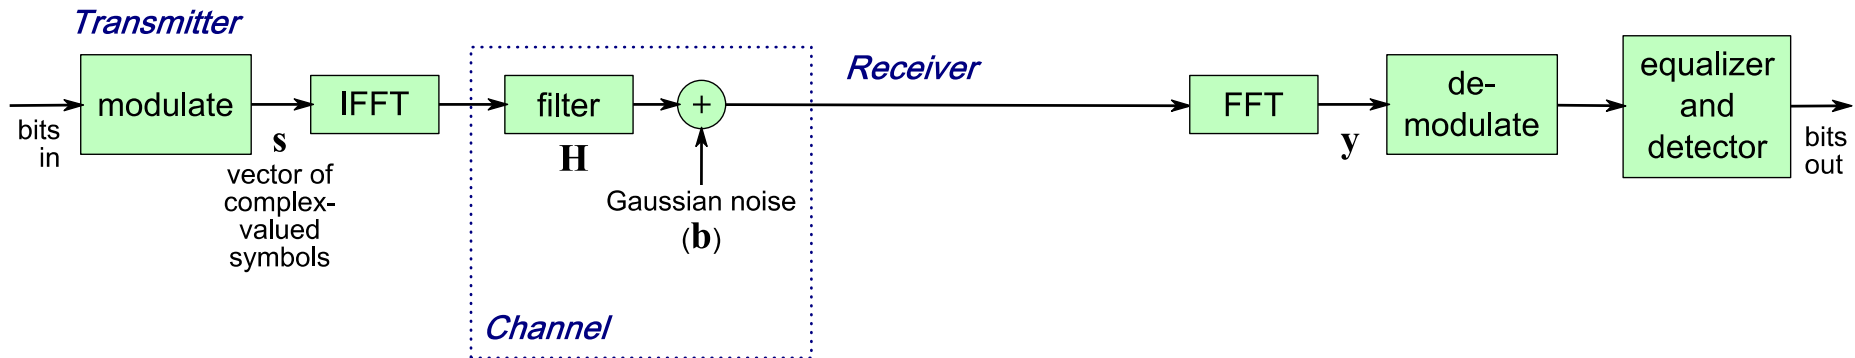 Transmitter
modulate
bits
in
s
vector of
complex-
valued
symbols
IFFT
filter
H
+
Gaussian noise
(b)
Channel
Receiver
FFT
y
de-
modulate
equalizer
and
detector
bits
out